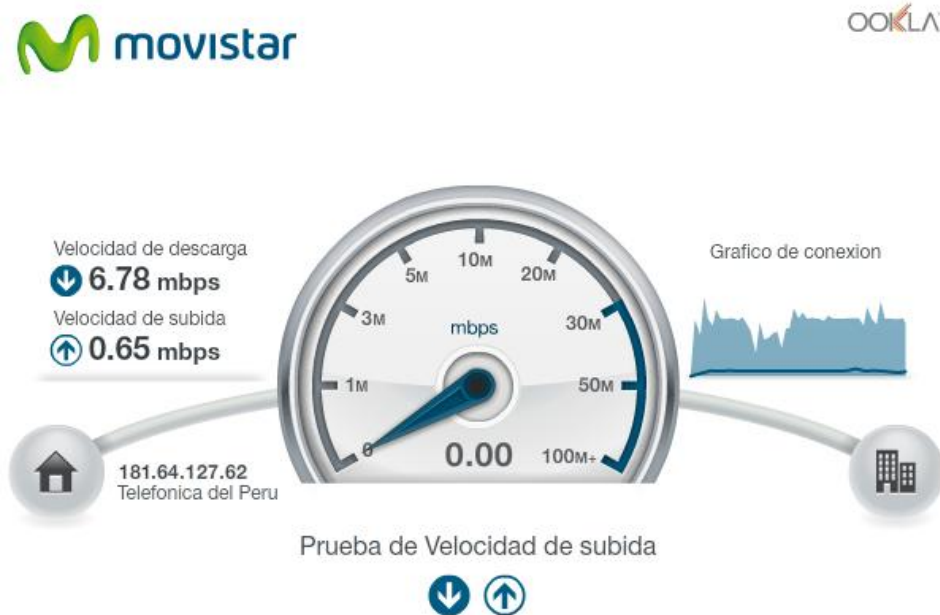 movistar
OOKLA
Velocidad de descarga
6.78 mbps
Velocidad de subida
0.65 mbps
0
1M
3M
5M
10M
20M
30M
50M
100M+
mbps
0.00
Grafico de conexion
181.64.127.62
Telefonica del Peru
Prueba de Velocidad de subida